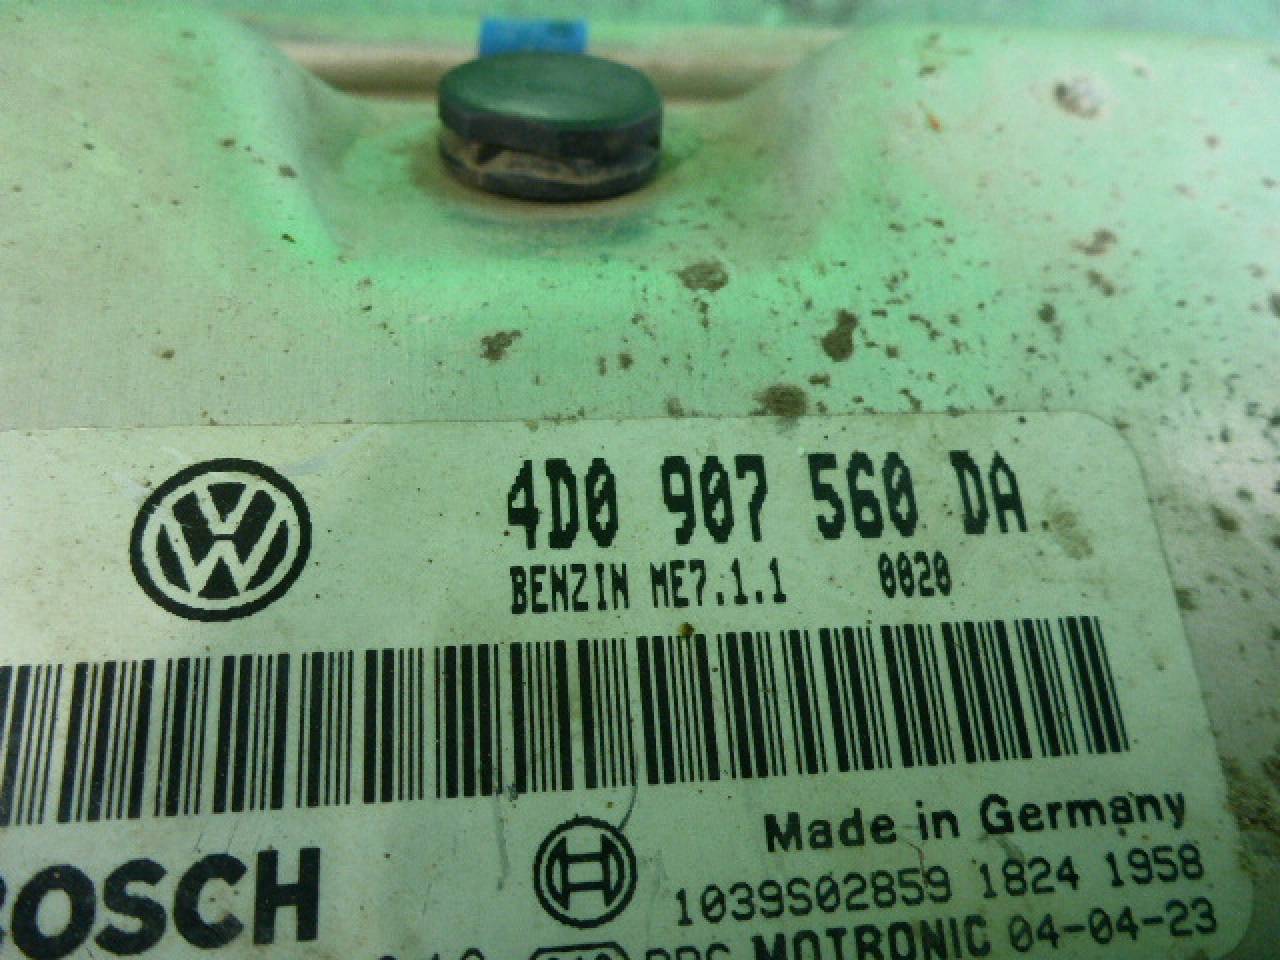 4D0 907 560 DA
BENZIN ME7.1.1 0020
Made in Germany
BOSCH
1039S02859 1824 1958
MOTRONIC 04-04-23